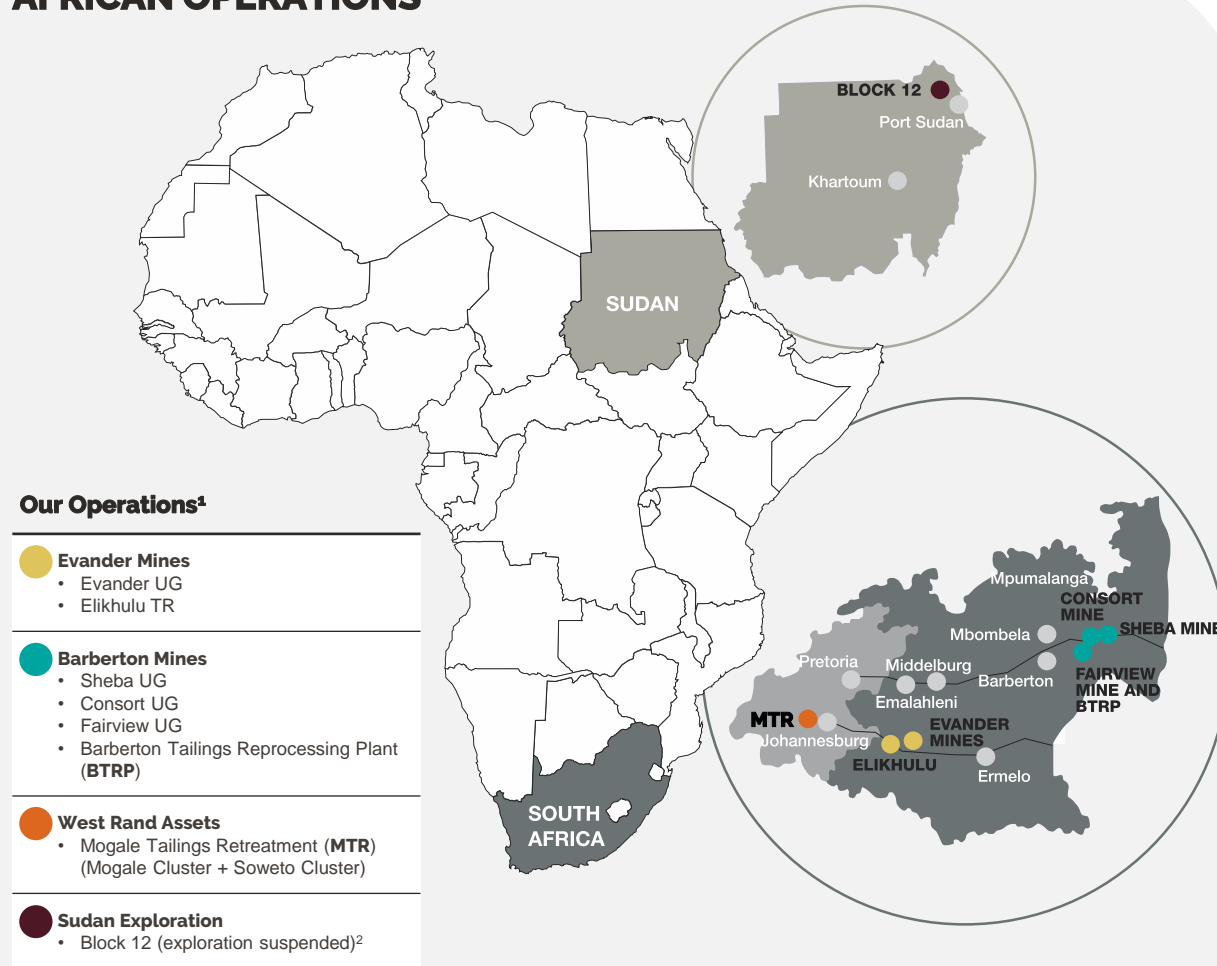 AFRICAN OPERATIONS
BLOCK 12
Port Sudan
Khartoum
SUDAN
Our Operations¹
Evander Mines
• Evander UG
• Elikhulu TR
Barberton Mines
• Sheba UG
• Consort UG
• Fairview UG
• Barberton Tailings Reprocessing Plant
(BTRP)
West Rand Assets
• Mogale Tailings Retreatment (MTR)
(Mogale Cluster + Soweto Cluster)
Sudan Exploration
• Block 12 (exploration suspended)²
Mpumalanga
CONSORT
MINE
Mbombela
SHEBA MINE
Pretoria
Middelburg
Barberton
FAIRVIEW
MINE AND
BTRP
Emalahleni
MTR
Johannesburg
EVANDER
MINES
ELIKHULU
Ermelo
SOUTH
AFRICA